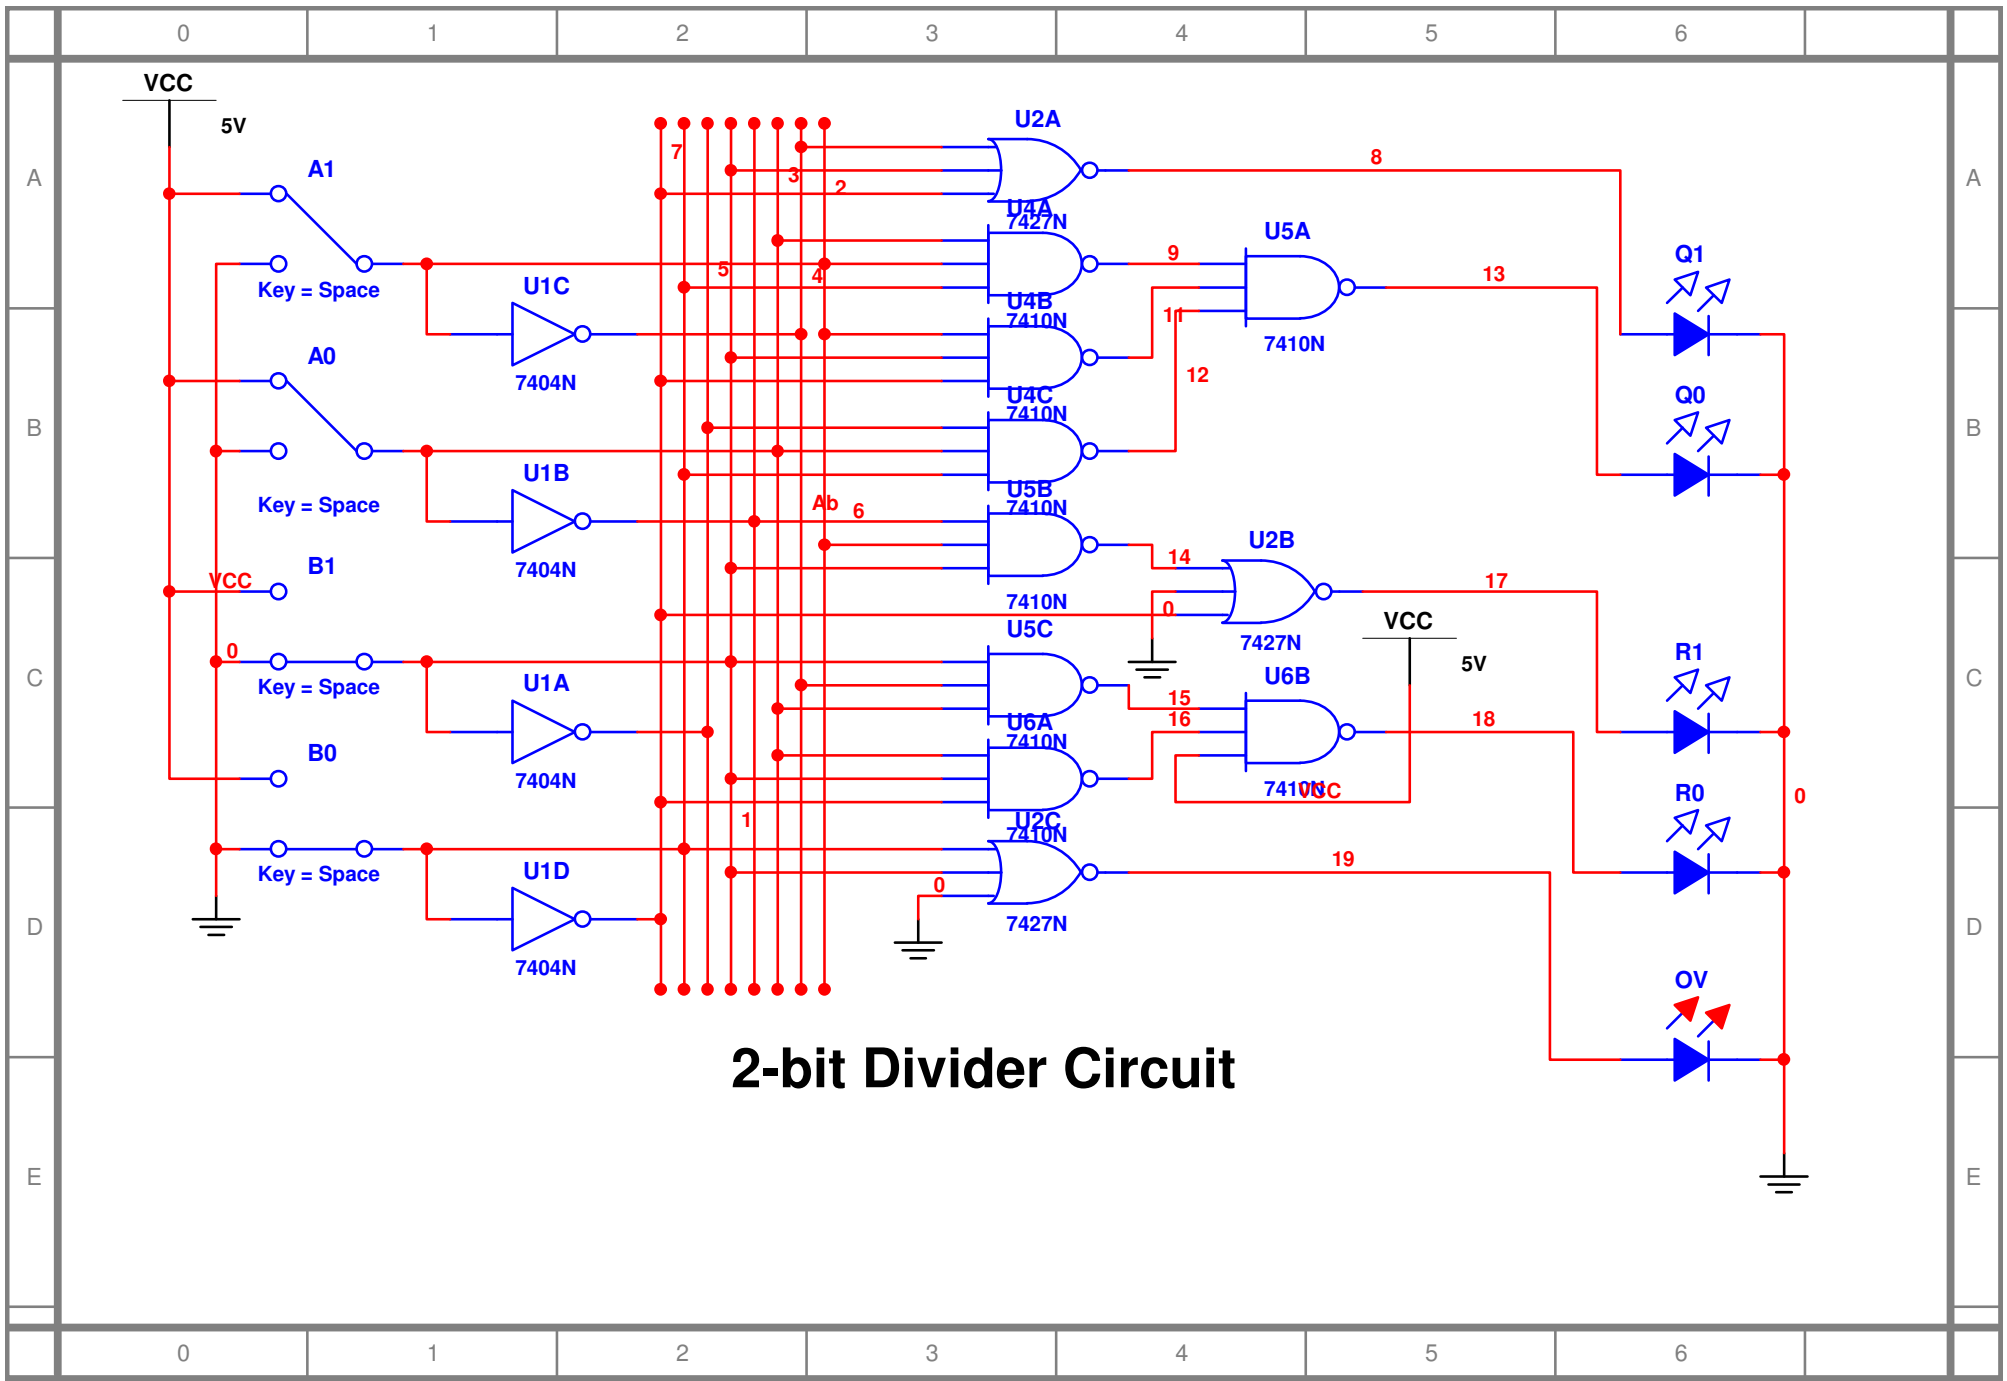 0 1 2 3 4 5 6
VCC
5V
U2A
A
7
8
A
A1
3
2
U4A
7427N
U5A
9
Q1
5
4
13
Key = Space
U1C
U4B
11
7410N
7410N
A0
7404N
12
Q0
U4C
7410N
B
B
U1B
U5B
Key = Space
Ab
6
7410N
U2B
14
B1
7404N
VCC
17
7410N
0
VCC
U5C
7427N
0
5V
R1
Key = Space
U1A
U6B
C
C
15
16
18
U6A
7410N
B0
7404N
7410N
VCC
R0
0
1
U2C
7410N
19
Key = Space
U1D
0
7427N
D
D
7404N
OV
2-bit Divider Circuit
E
E
0 1 2 3 4 5 6